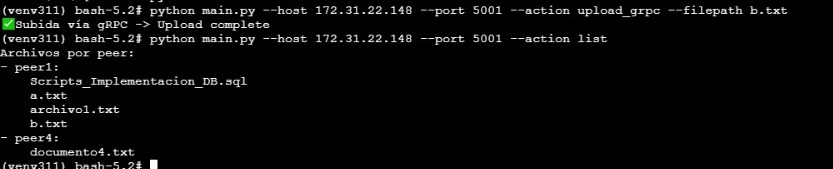 (venv311) bash-5.2# python main.py --host 172.31.22.148 --port 5001 --action upload_grpc --filepath b.txt
✅Subida vía gRPC -> Upload complete
(venv311) bash-5.2# python main.py --host 172.31.22.148 --port 5001 --action list
Archivos por peer:
- peer1:
    Scripts_Implementacion_DB.sql
    a.txt
    archivo1.txt
    b.txt
- peer4:
    documento4.txt
(venv311) bash-5.2#